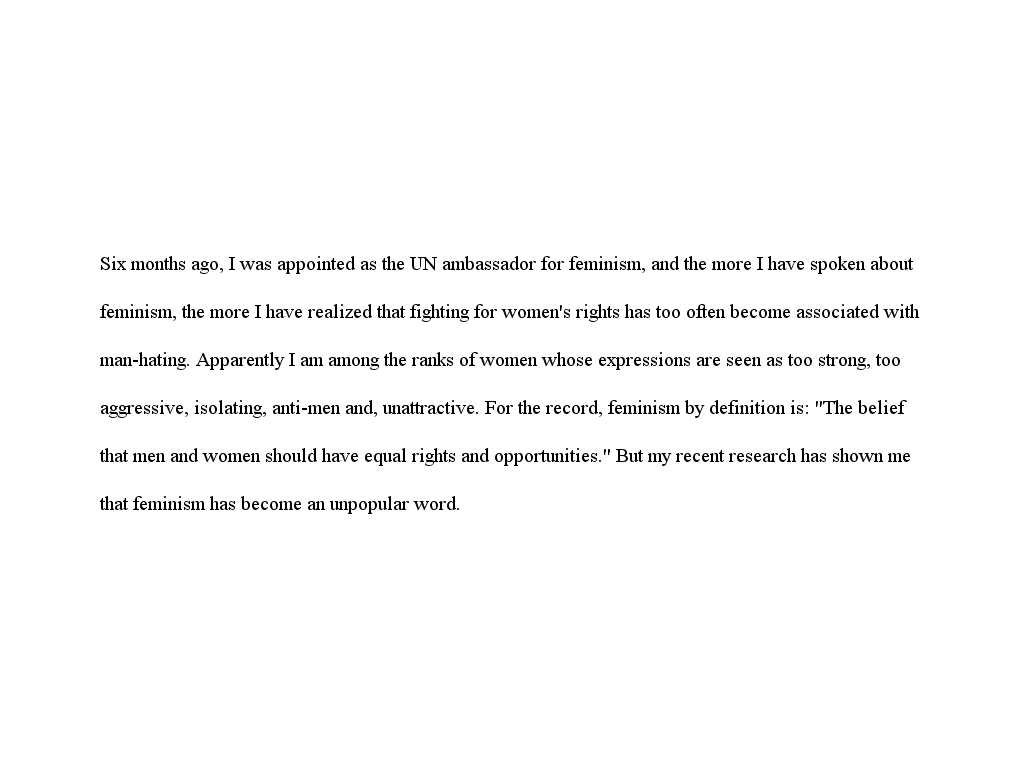 Six months ago, I was appointed as the UN ambassador for feminism, and the more I have spoken about
feminism, the more I have realized that fighting for women's rights has too often become associated with
man-hating. Apparently I am among the ranks of women whose expressions are seen as too strong, too
aggressive, isolating, anti-men and, unattractive. For the record, feminism by definition is: "The belief
that men and women should have equal rights and opportunities." But my recent research has shown me
that feminism has become an unpopular word.